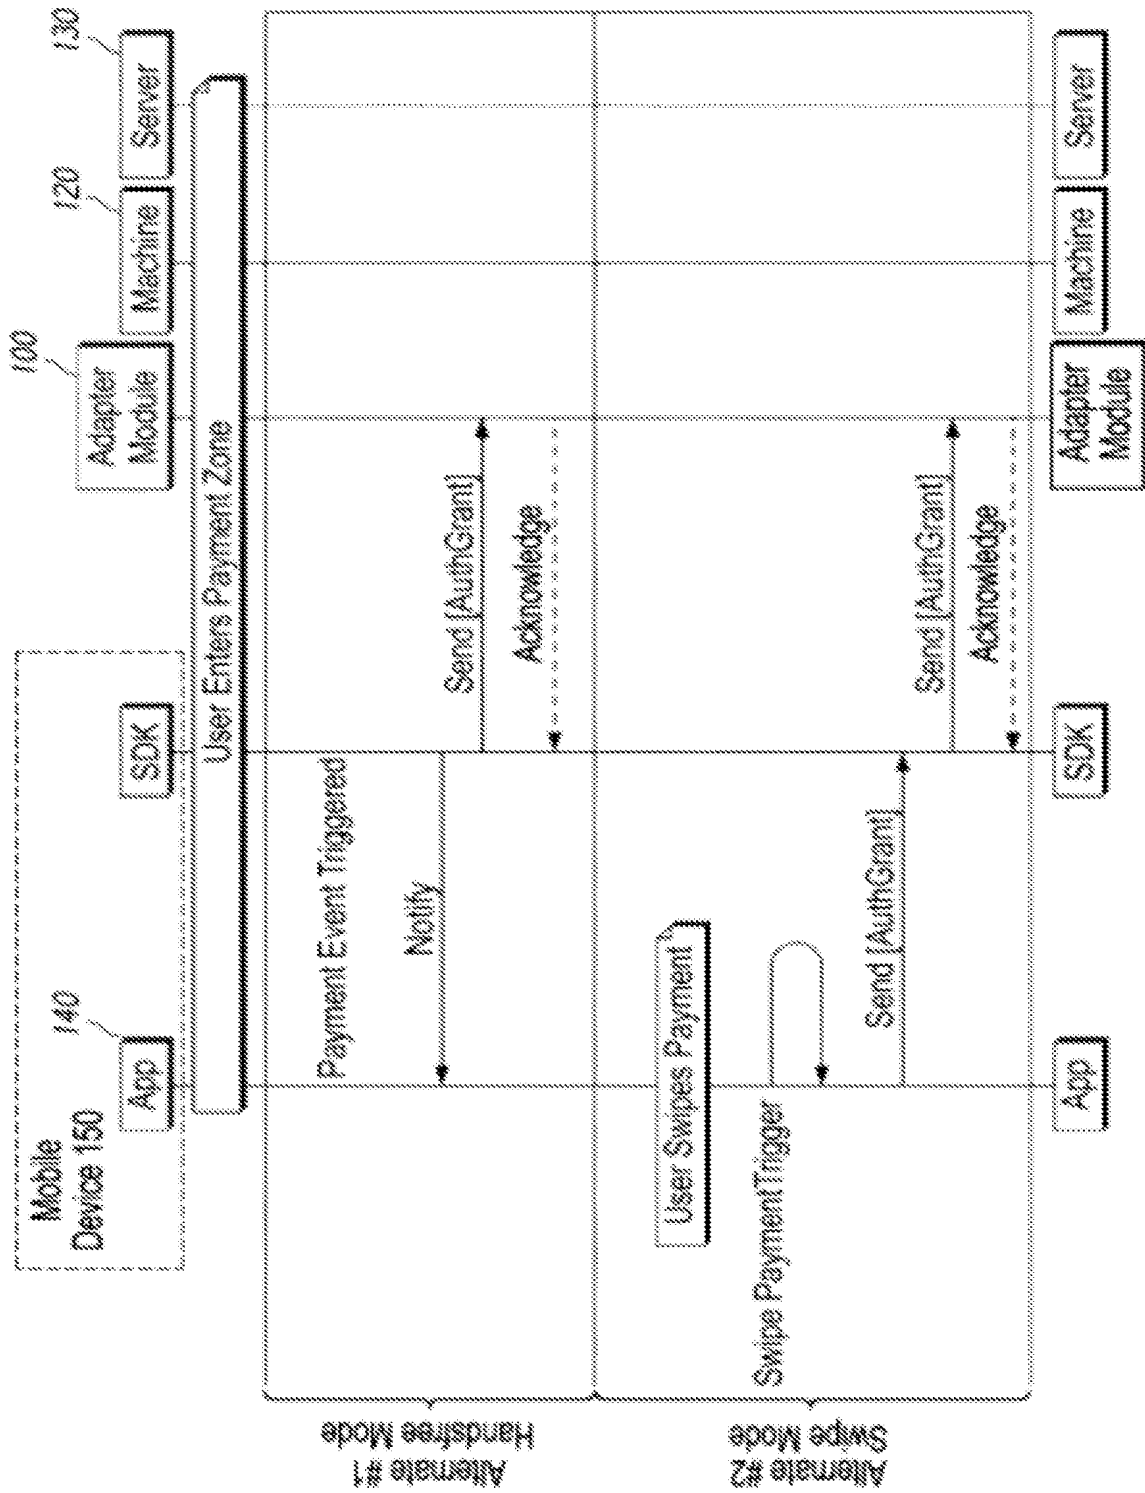 Mobile
Device 150
140
App
SDK
100
Adapter
Module
120
Machine
130
Server
User Enters Payment Zone
Alternate #1
Handsfree Mode
Payment Event Triggered
Notify
Send [AuthGrant]
Acknowledge
Alternate #2
Swipe Mode
User Swipes Payment
Swipe PaymentTrigger
Send [AuthGrant]
Send [AuthGrant]
Acknowledge
App
SDK
Adapter
Module
Machine
Server